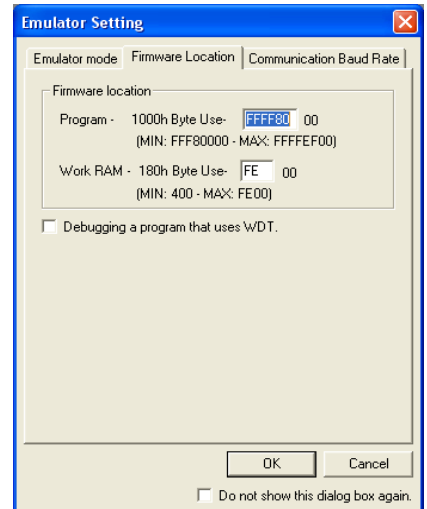 Emulator Setting
Emulator mode Firmware Location Communication Baud Rate
Firmware location
Program - 1000h Byte Use- FFFF80 00
(MIN: FFF80000 - MAX: FFFFEF00)
Work RAM - 180h Byte Use- FE 00
(MIN: 400 - MAX: FE00)
Debugging a program that uses WDT.
OK Cancel
Do not show this dialog box again.